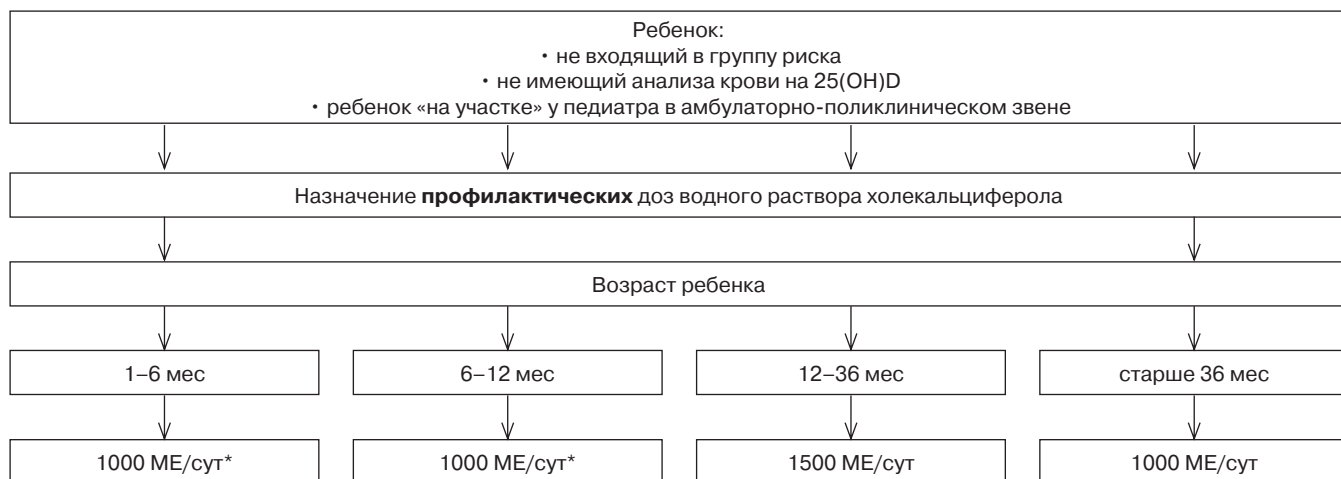 Ребенок:
• не входящий в группу риска
• не имеющий анализа крови на 25(OH)D
• ребенок «на участке» у педиатра в амбулаторно-поликлиническом звене
Назначение профилактических доз водного раствора холекальциферола
Возраст ребенка
1–6 мес
6–12 мес
12–36 мес
старше 36 мес
1000 МЕ/сут*
1000 МЕ/сут*
1500 МЕ/сут
1000 МЕ/сут